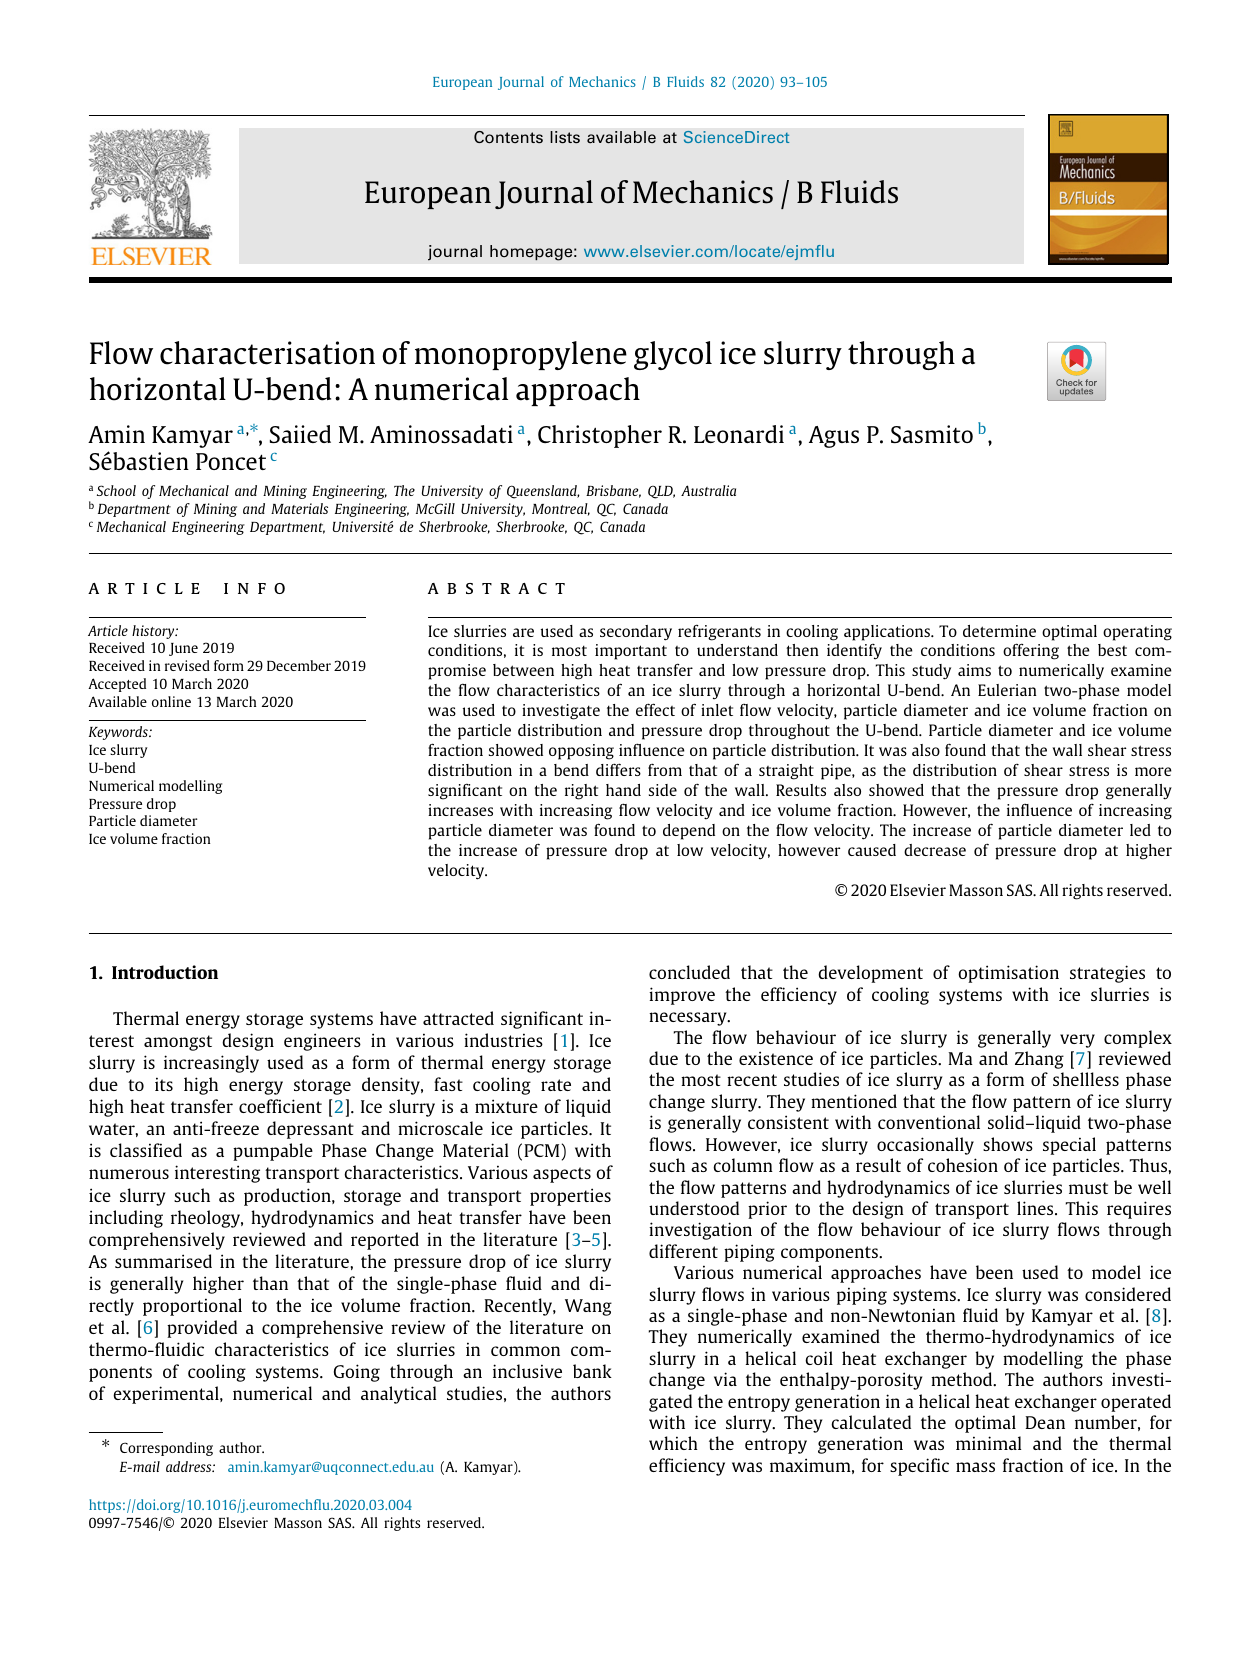 European Journal of Mechanics / B Fluids 82 (2020) 93–105
Contents lists available at ScienceDirect
European Journal of Mechanics / B Fluids
journal homepage: www.elsevier.com/locate/ejmflu
ELSEVIER
European Journal of
Mechanics
B/Fluids
Flow characterisation of monopropylene glycol ice slurry through a
horizontal U-bend: A numerical approach
Check for
updates
Amin Kamyar a,*, Saiied M. Aminossadati a, Christopher R. Leonardi a, Agus P. Sasmito b,
Sébastien Poncet c
a School of Mechanical and Mining Engineering, The University of Queensland, Brisbane, QLD, Australia
b Department of Mining and Materials Engineering, McGill University, Montreal, QC, Canada
c Mechanical Engineering Department, Université de Sherbrooke, Sherbrooke, QC, Canada
ARTICLE INFO
Article history:
Received 10 June 2019
Received in revised form 29 December 2019
Accepted 10 March 2020
Available online 13 March 2020
Keywords:
Ice slurry
U-bend
Numerical modelling
Pressure drop
Particle diameter
Ice volume fraction
ABSTRACT
Ice slurries are used as secondary refrigerants in cooling applications. To determine optimal operating
conditions, it is most important to understand then identify the conditions offering the best com-
promise between high heat transfer and low pressure drop. This study aims to numerically examine
the flow characteristics of an ice slurry through a horizontal U-bend. An Eulerian two-phase model
was used to investigate the effect of inlet flow velocity, particle diameter and ice volume fraction on
the particle distribution and pressure drop throughout the U-bend. Particle diameter and ice volume
fraction showed opposing influence on particle distribution. It was also found that the wall shear stress
distribution in a bend differs from that of a straight pipe, as the distribution of shear stress is more
significant on the right hand side of the wall. Results also showed that the pressure drop generally
increases with increasing flow velocity and ice volume fraction. However, the influence of increasing
particle diameter was found to depend on the flow velocity. The increase of particle diameter led to
the increase of pressure drop at low velocity, however caused decrease of pressure drop at higher
velocity.
© 2020 Elsevier Masson SAS. All rights reserved.
1. Introduction
Thermal energy storage systems have attracted significant in-
terest amongst design engineers in various industries [1]. Ice
slurry is increasingly used as a form of thermal energy storage
due to its high energy storage density, fast cooling rate and
high heat transfer coefficient [2]. Ice slurry is a mixture of liquid
water, an anti-freeze depressant and microscale ice particles. It
is classified as a pumpable Phase Change Material (PCM) with
numerous interesting transport characteristics. Various aspects of
ice slurry such as production, storage and transport properties
including rheology, hydrodynamics and heat transfer have been
comprehensively reviewed and reported in the literature [3–5].
As summarised in the literature, the pressure drop of ice slurry
is generally higher than that of the single-phase fluid and di-
rectly proportional to the ice volume fraction. Recently, Wang
et al. [6] provided a comprehensive review of the literature on
thermo-fluidic characteristics of ice slurries in common com-
ponents of cooling systems. Going through an inclusive bank
of experimental, numerical and analytical studies, the authors
* Corresponding author.
E-mail address: amin.kamyar@uqconnect.edu.au (A. Kamyar).
concluded that the development of optimisation strategies to
improve the efficiency of cooling systems with ice slurries is
necessary.
The flow behaviour of ice slurry is generally very complex
due to the existence of ice particles. Ma and Zhang [7] reviewed
the most recent studies of ice slurry as a form of shellless phase
change slurry. They mentioned that the flow pattern of ice slurry
is generally consistent with conventional solid–liquid two-phase
flows. However, ice slurry occasionally shows special patterns
such as column flow as a result of cohesion of ice particles. Thus,
the flow patterns and hydrodynamics of ice slurries must be well
understood prior to the design of transport lines. This requires
investigation of the flow behaviour of ice slurry flows through
different piping components.
Various numerical approaches have been used to model ice
slurry flows in various piping systems. Ice slurry was considered
as a single-phase and non-Newtonian fluid by Kamyar et al. [8].
They numerically examined the thermo-hydrodynamics of ice
slurry in a helical coil heat exchanger by modelling the phase
change via the enthalpy-porosity method. The authors investi-
gated the entropy generation in a helical heat exchanger operated
with ice slurry. They calculated the optimal Dean number, for
which the entropy generation was minimal and the thermal
efficiency was maximum, for specific mass fraction of ice. In the
https://doi.org/10.1016/j.euromechflu.2020.03.004
0997-7546/© 2020 Elsevier Masson SAS. All rights reserved.